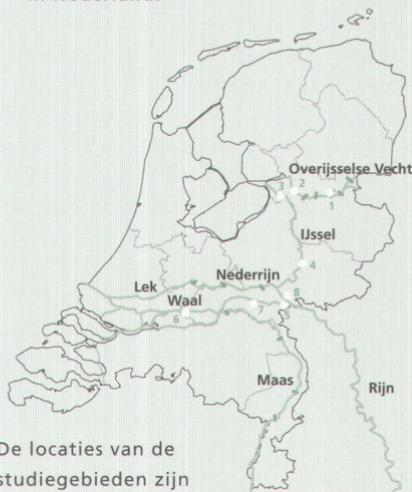 in Nederland.
Overijsselse Vecht
3
2
1
IJssel
4
Nederrijn
Lek
Waal
8
7
6
Maas
Rijn
De locaties van de
studiegebieden zijn